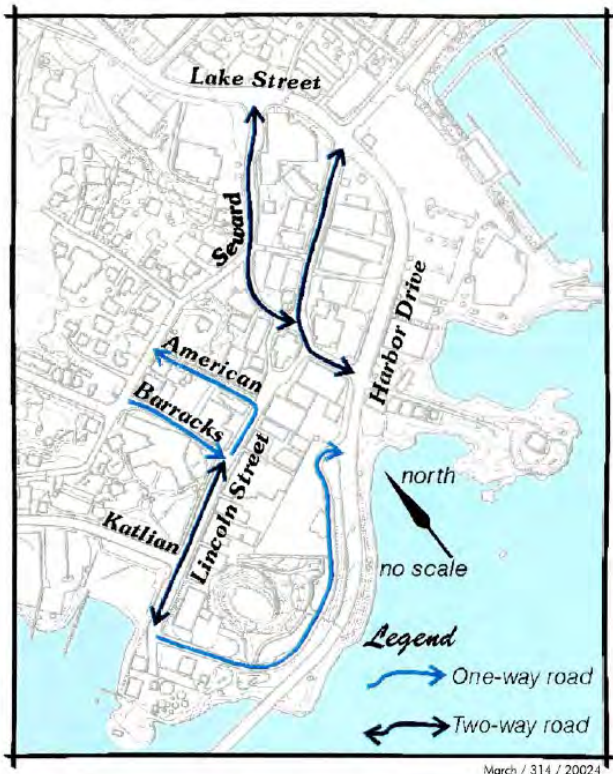 Lake Street
Seward
Harbor Drive
American
Barracks
Lincoln Street
Katlian
north
no scale
Legend
One-way road
Two-way road
March / 314 / 20024